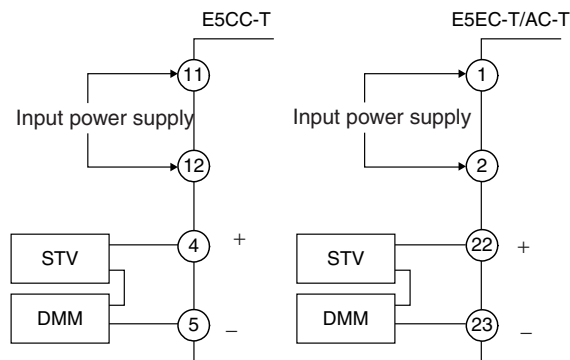 E5CC-T
11
Input power supply
12
STV
4
+
DMM
5
−
E5EC-T/AC-T
1
Input power supply
2
STV
22
+
DMM
23
−